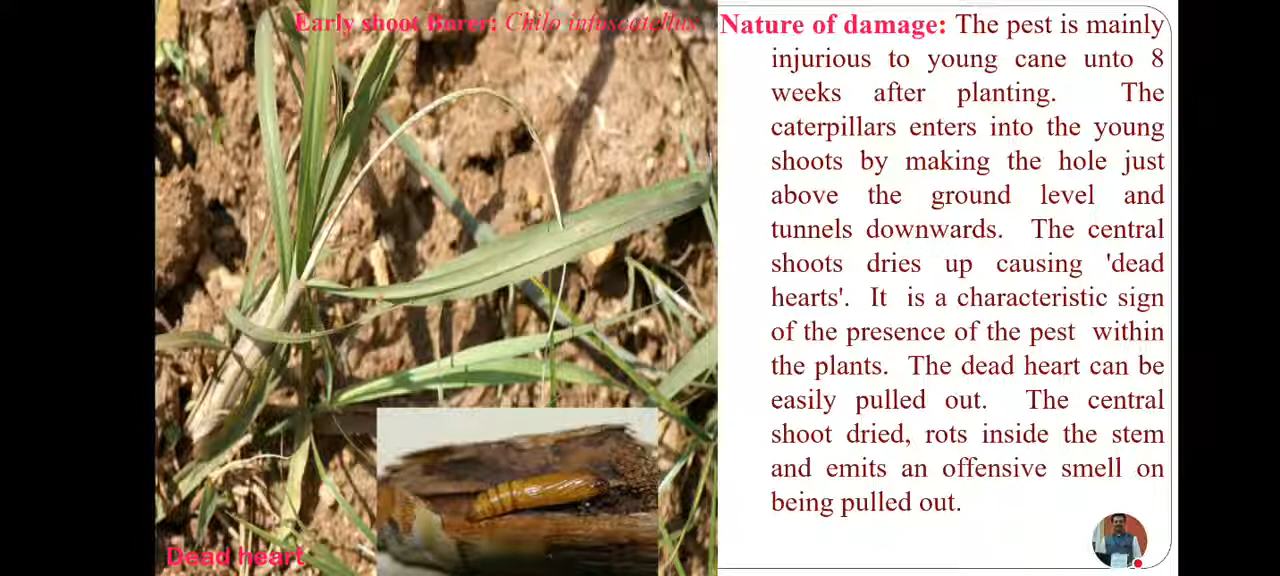 Early shoot Borer: Chilo infuscatellus
Nature of damage: The pest is mainly
injurious to young cane unto 8
weeks after planting. The
caterpillars enters into the young
shoots by making the hole just
above the ground level and
tunnels downwards. The central
shoots dries up causing 'dead
hearts'. It is a characteristic sign
of the presence of the pest within
the plants. The dead heart can be
easily pulled out. The central
shoot dried, rots inside the stem
and emits an offensive smell on
being pulled out.
Dead heart